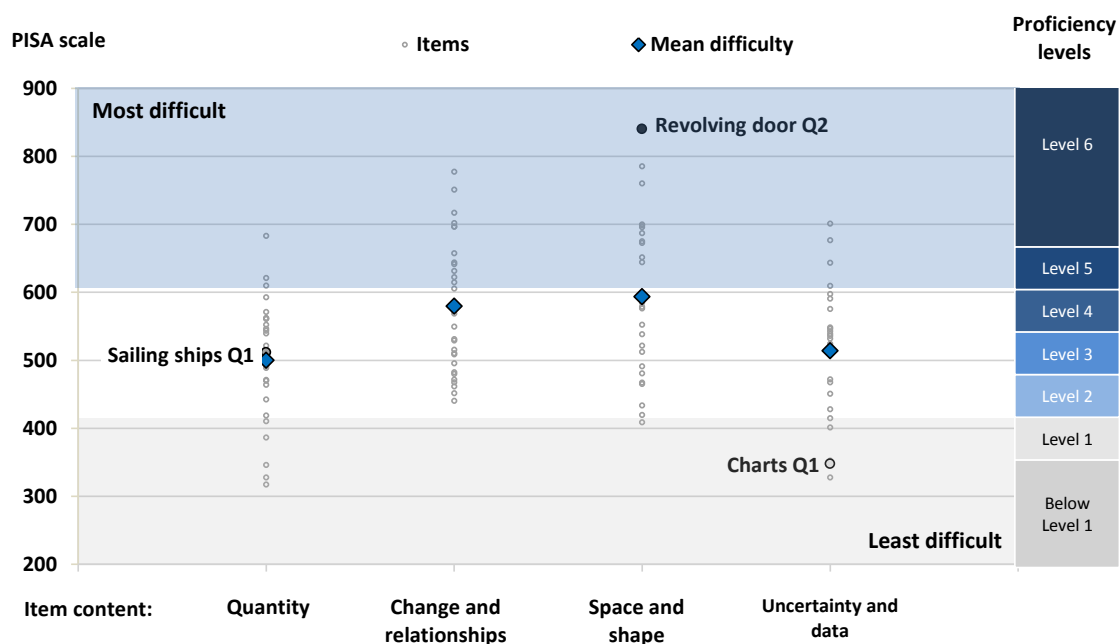 PISA scale
Items
Mean difficulty
Proficiency
levels
900
Most difficult
Revolving door Q2
800
Level 6
700
Level 5
600
Level 4
Sailing ships Q1
500
Level 3
Level 2
400
Level 1
Charts Q1
300
Below
Level 1
Least difficult
200
Item content:
Quantity
Change and
relationships
Space and
shape
Uncertainty and
data